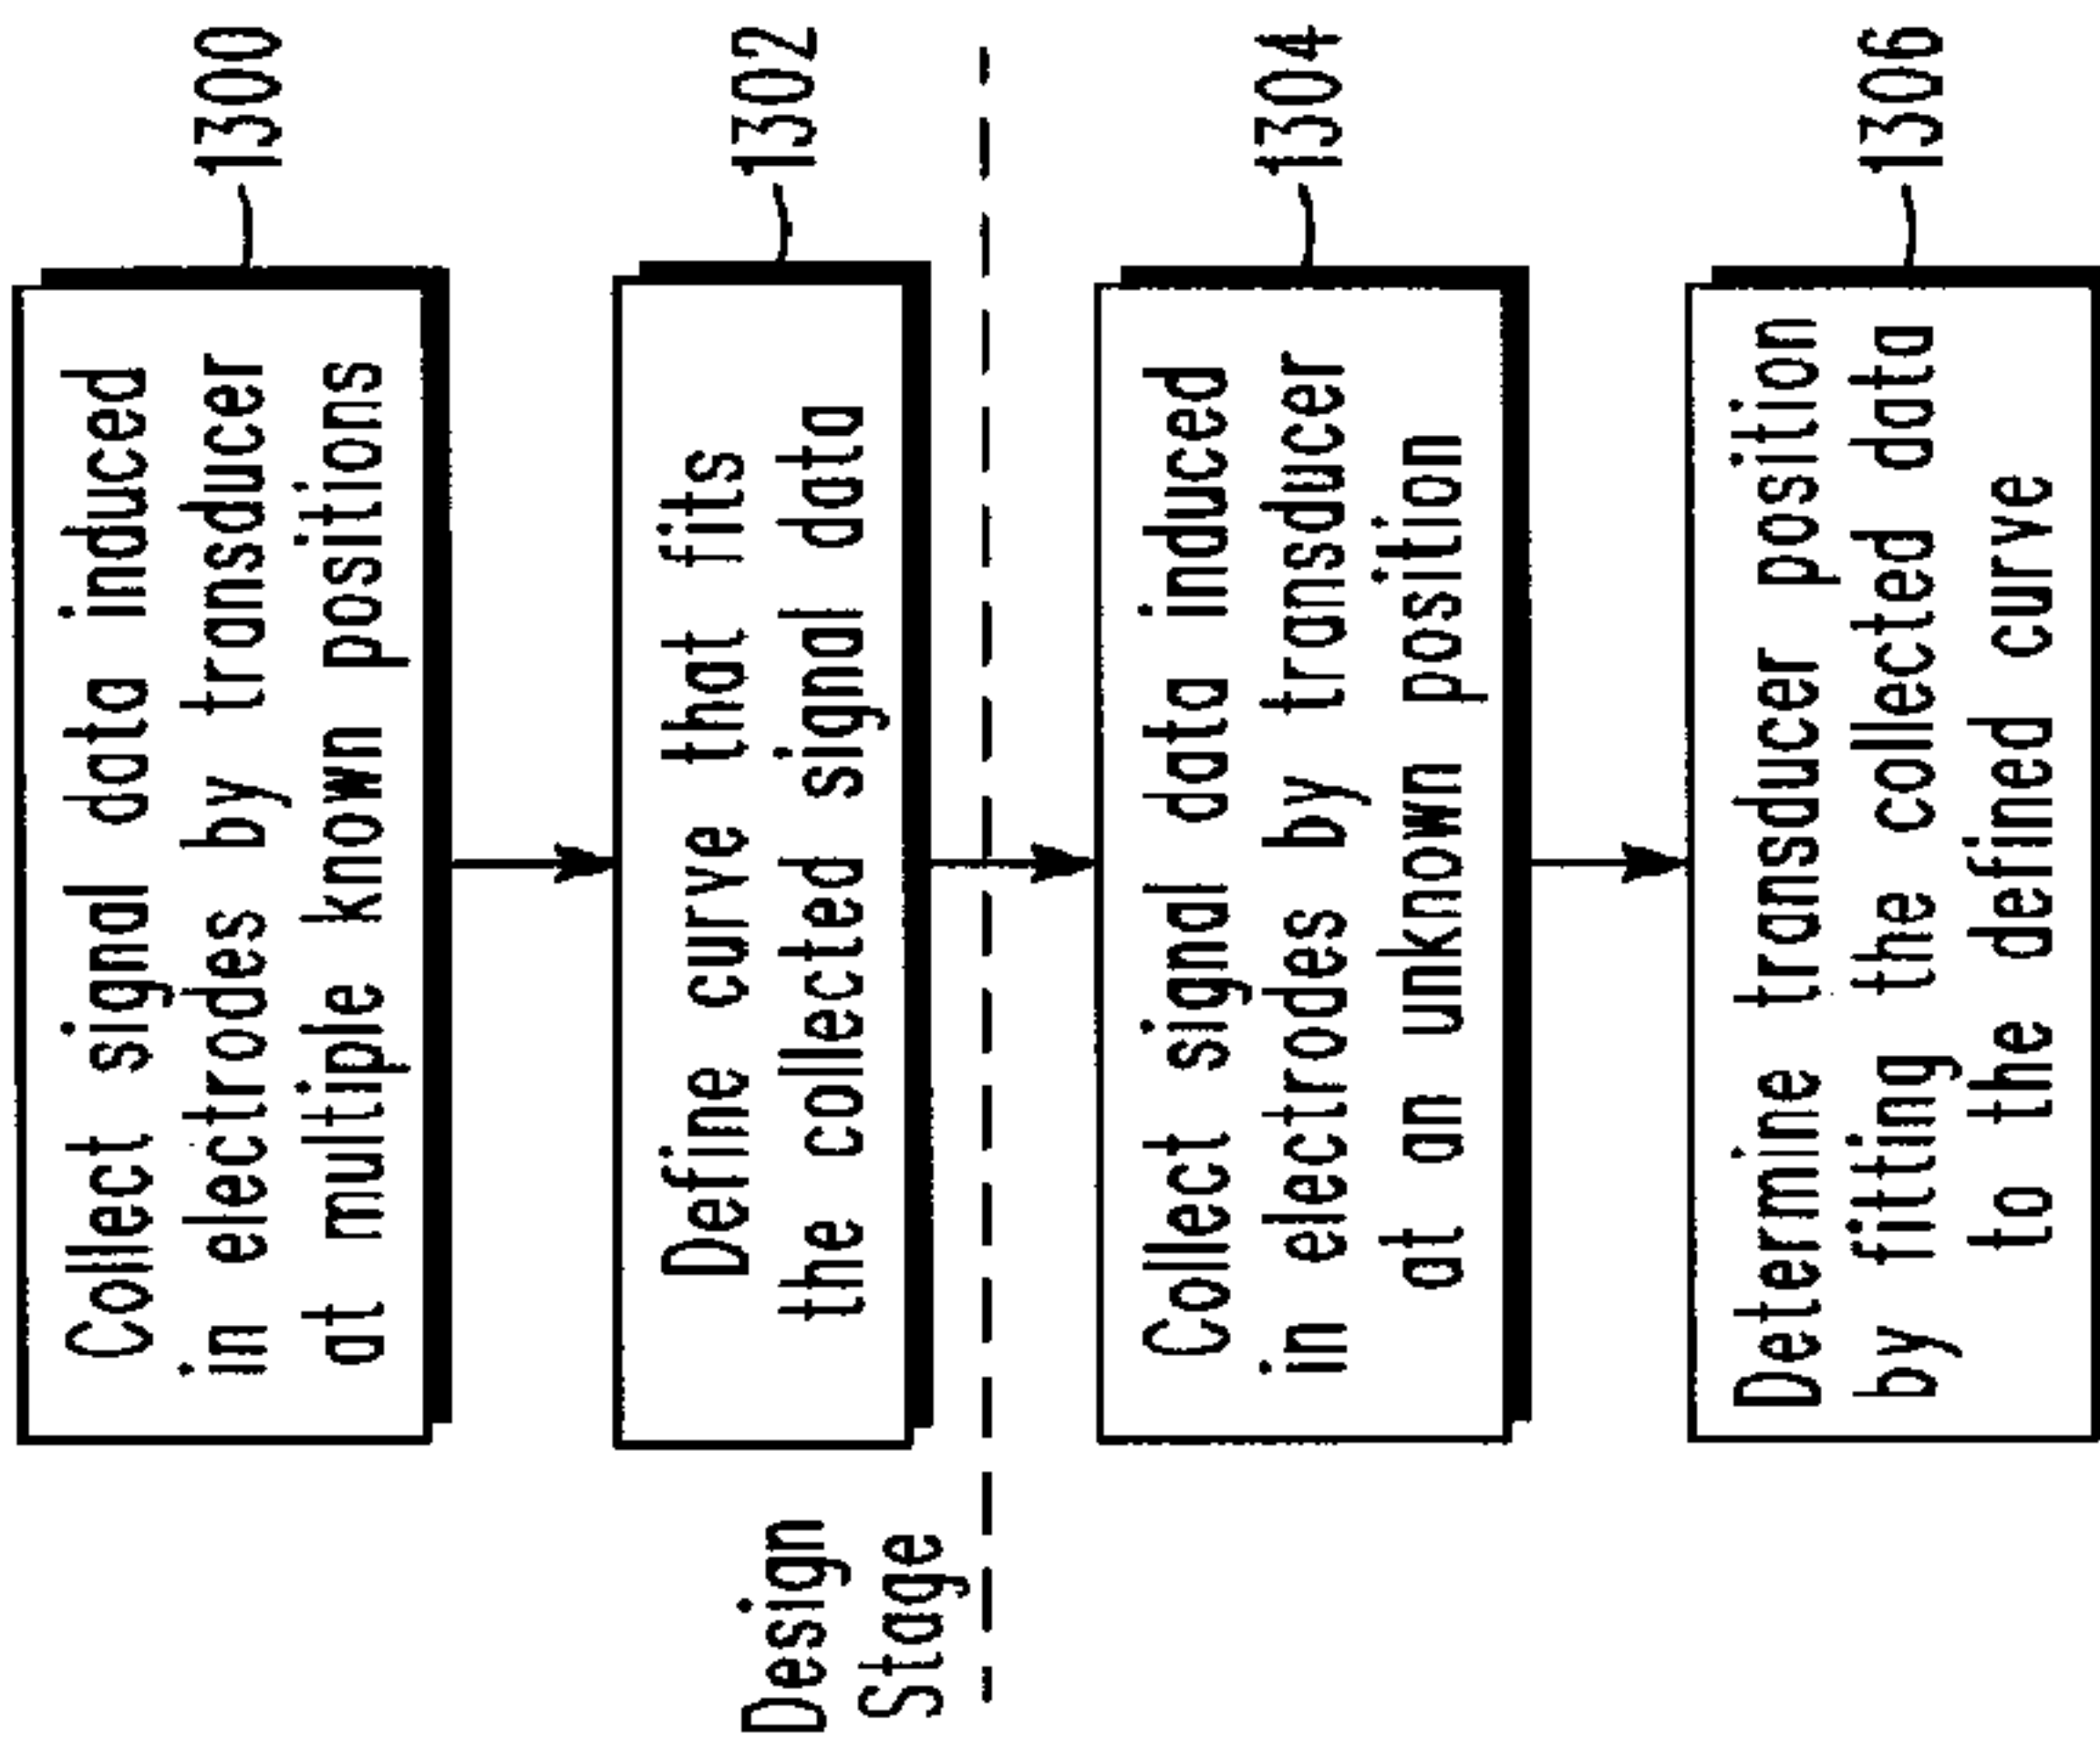 Collect signal data induced
in electrodes by transducer
at multiple known positions
1300
Define curve that fits
the collected signal data
1302
Design
Stage
Collect signal data induced
in electrodes by transducer
at an unknown position
1304
Determine transducer position
by fitting the collected data
to the defined curve
1306